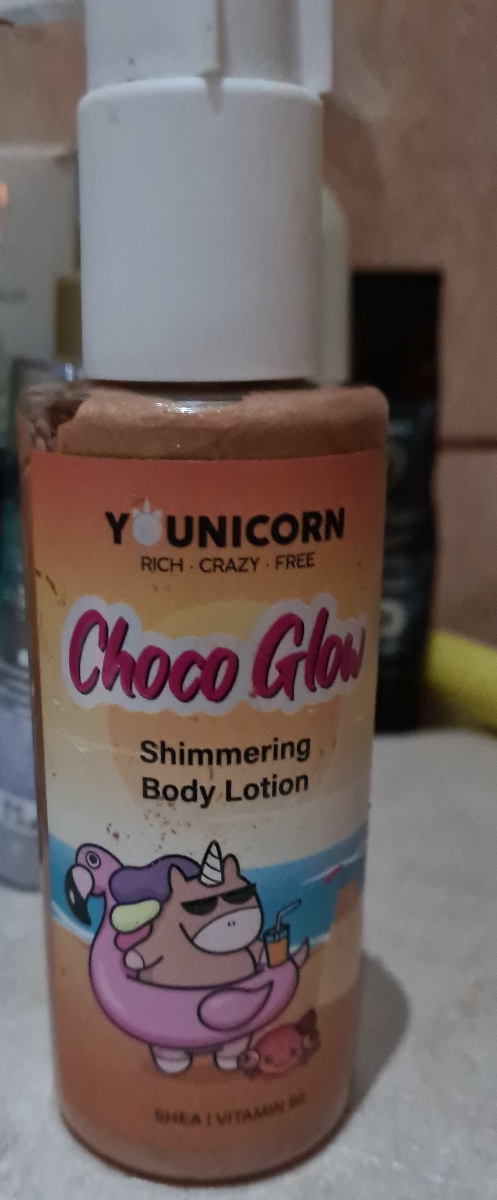 YOUNICORN
RICH · CRAZY · FREE
Choco Glow
Shimmering
Body Lotion
SHEA | VITAMIN B5